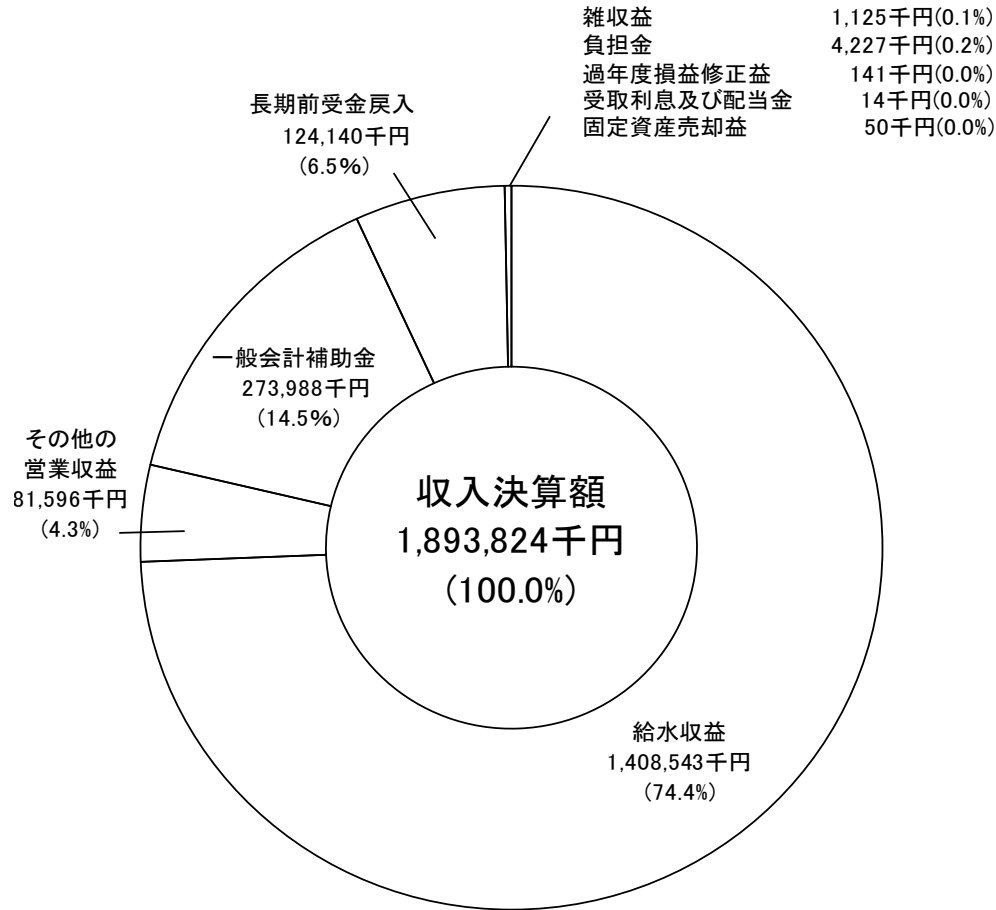 雑収益 1,125千円(0.1%)
負担金 4,227千円(0.2%)
過年度損益修正益 141千円(0.0%)
受取利息及び配当金 14千円(0.0%)
固定資産売却益 50千円(0.0%)
長期前受金戻入
124,140千円
(6.5%)
一般会計補助金
273,988千円
(14.5%)
その他の
営業収益
81,596千円
(4.3%)
収入決算額
1,893,824千円
(100.0%)
給水収益
1,408,543千円
(74.4%)